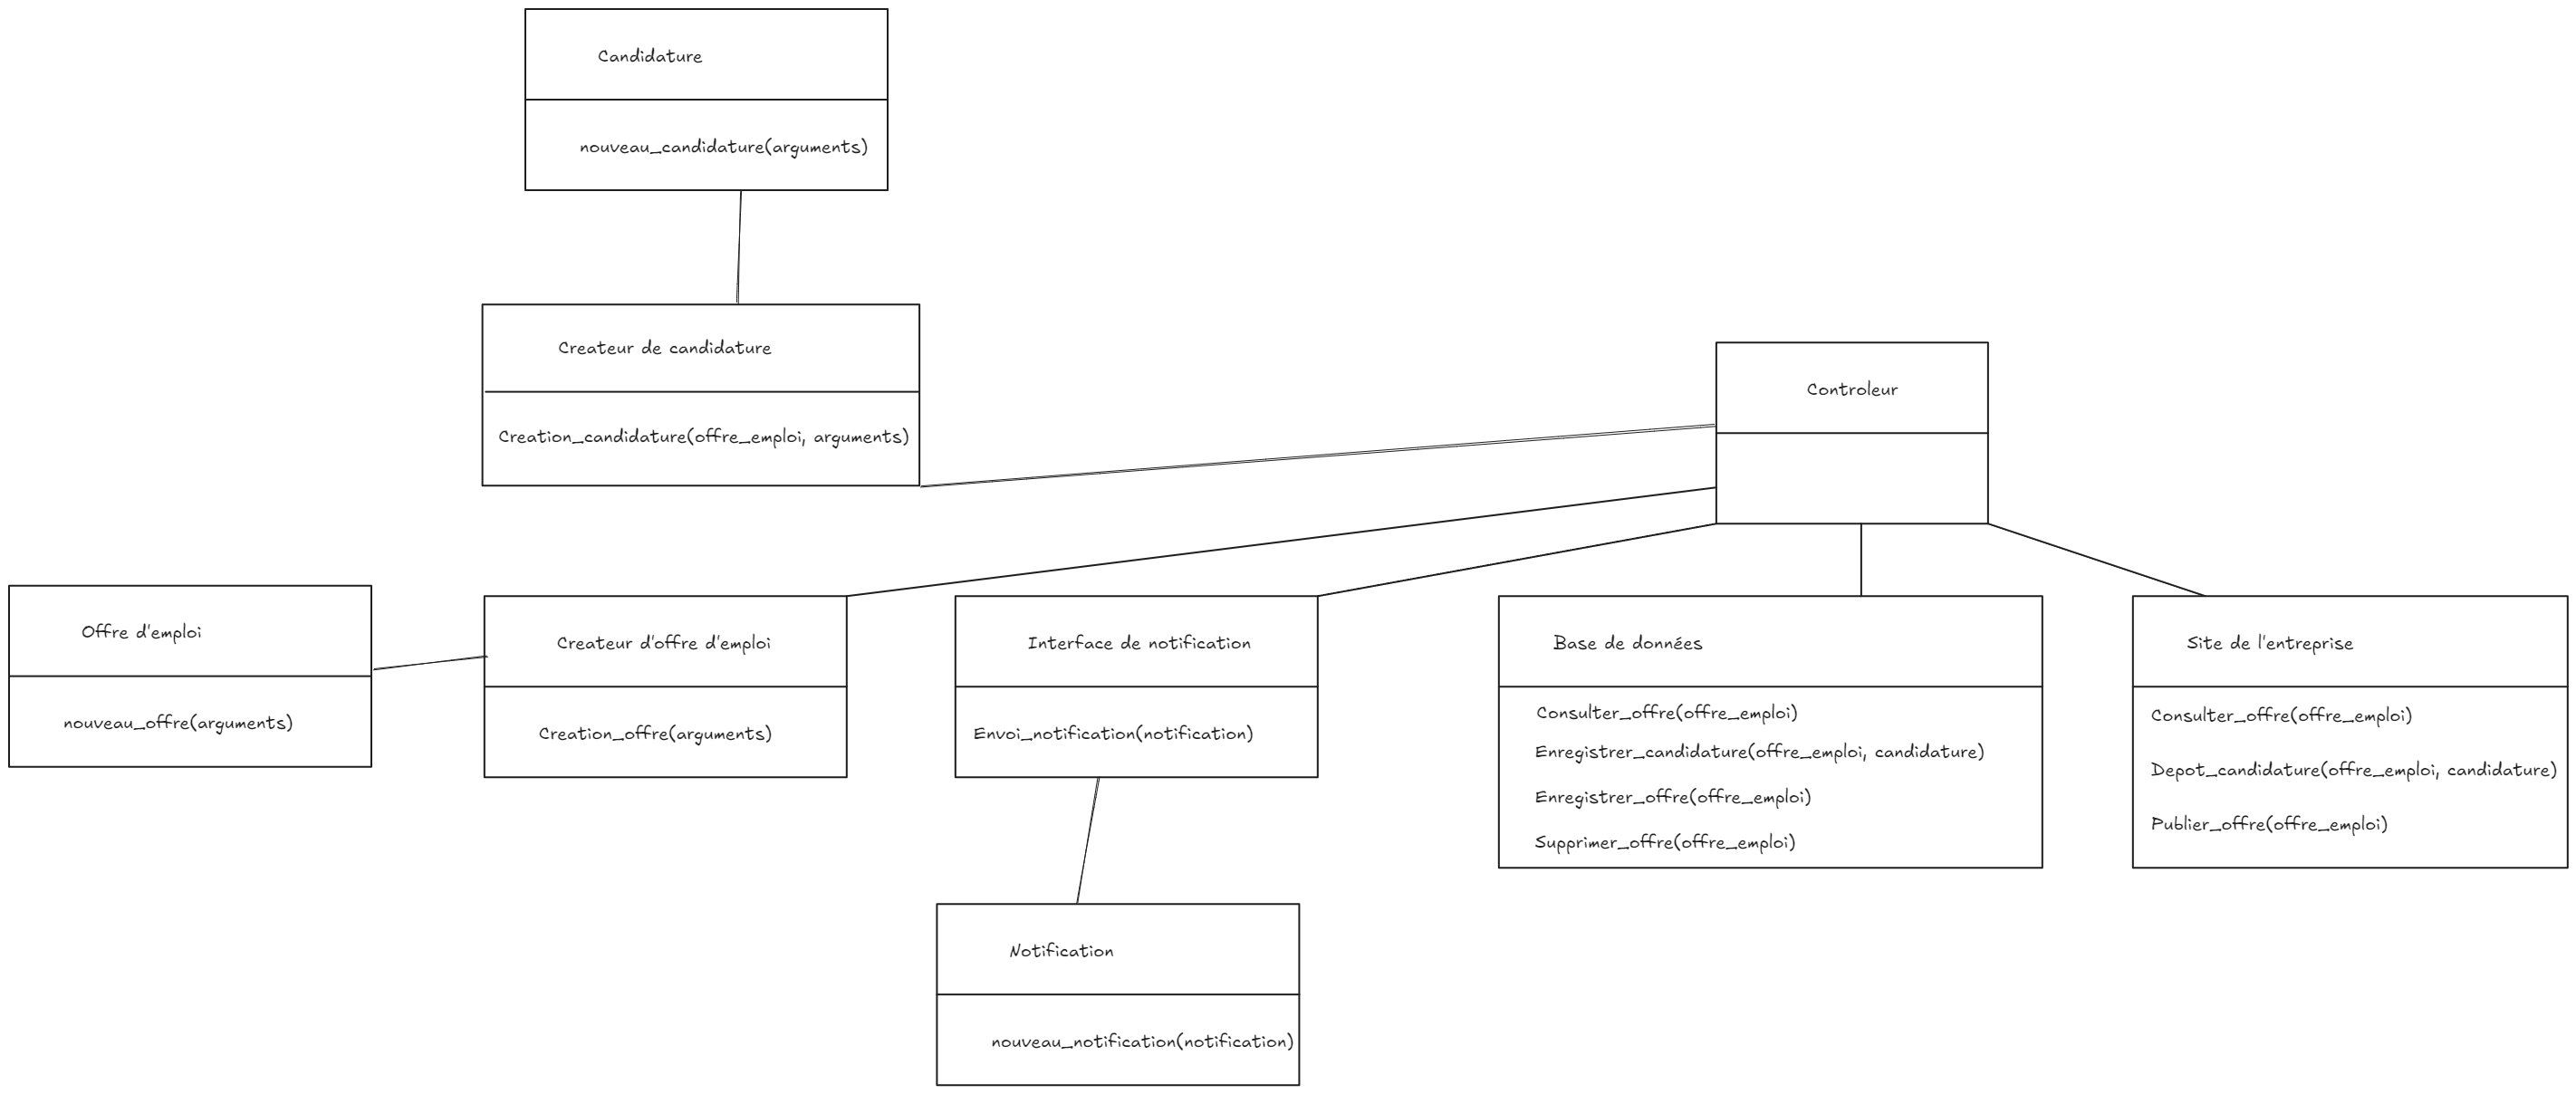 Candidature
nouveau_candidature(arguments)
Createur de candidature
Creation_candidature(offre_emploi, arguments)
Controleur
Offre d'emploi
nouveau_offre(arguments)
Createur d'offre d'emploi
Creation_offre(arguments)
Interface de notification
Envoi_notification(notification)
Base de données
Consulter_offre(offre_emploi)
Enregistrer_candidature(offre_emploi, candidature)
Enregistrer_offre(offre_emploi)
Supprimer_offre(offre_emploi)
Site de l'entreprise
Consulter_offre(offre_emploi)
Depot_candidature(offre_emploi, candidature)
Publier_offre(offre_emploi)
Notification
nouveau_notification(notification)